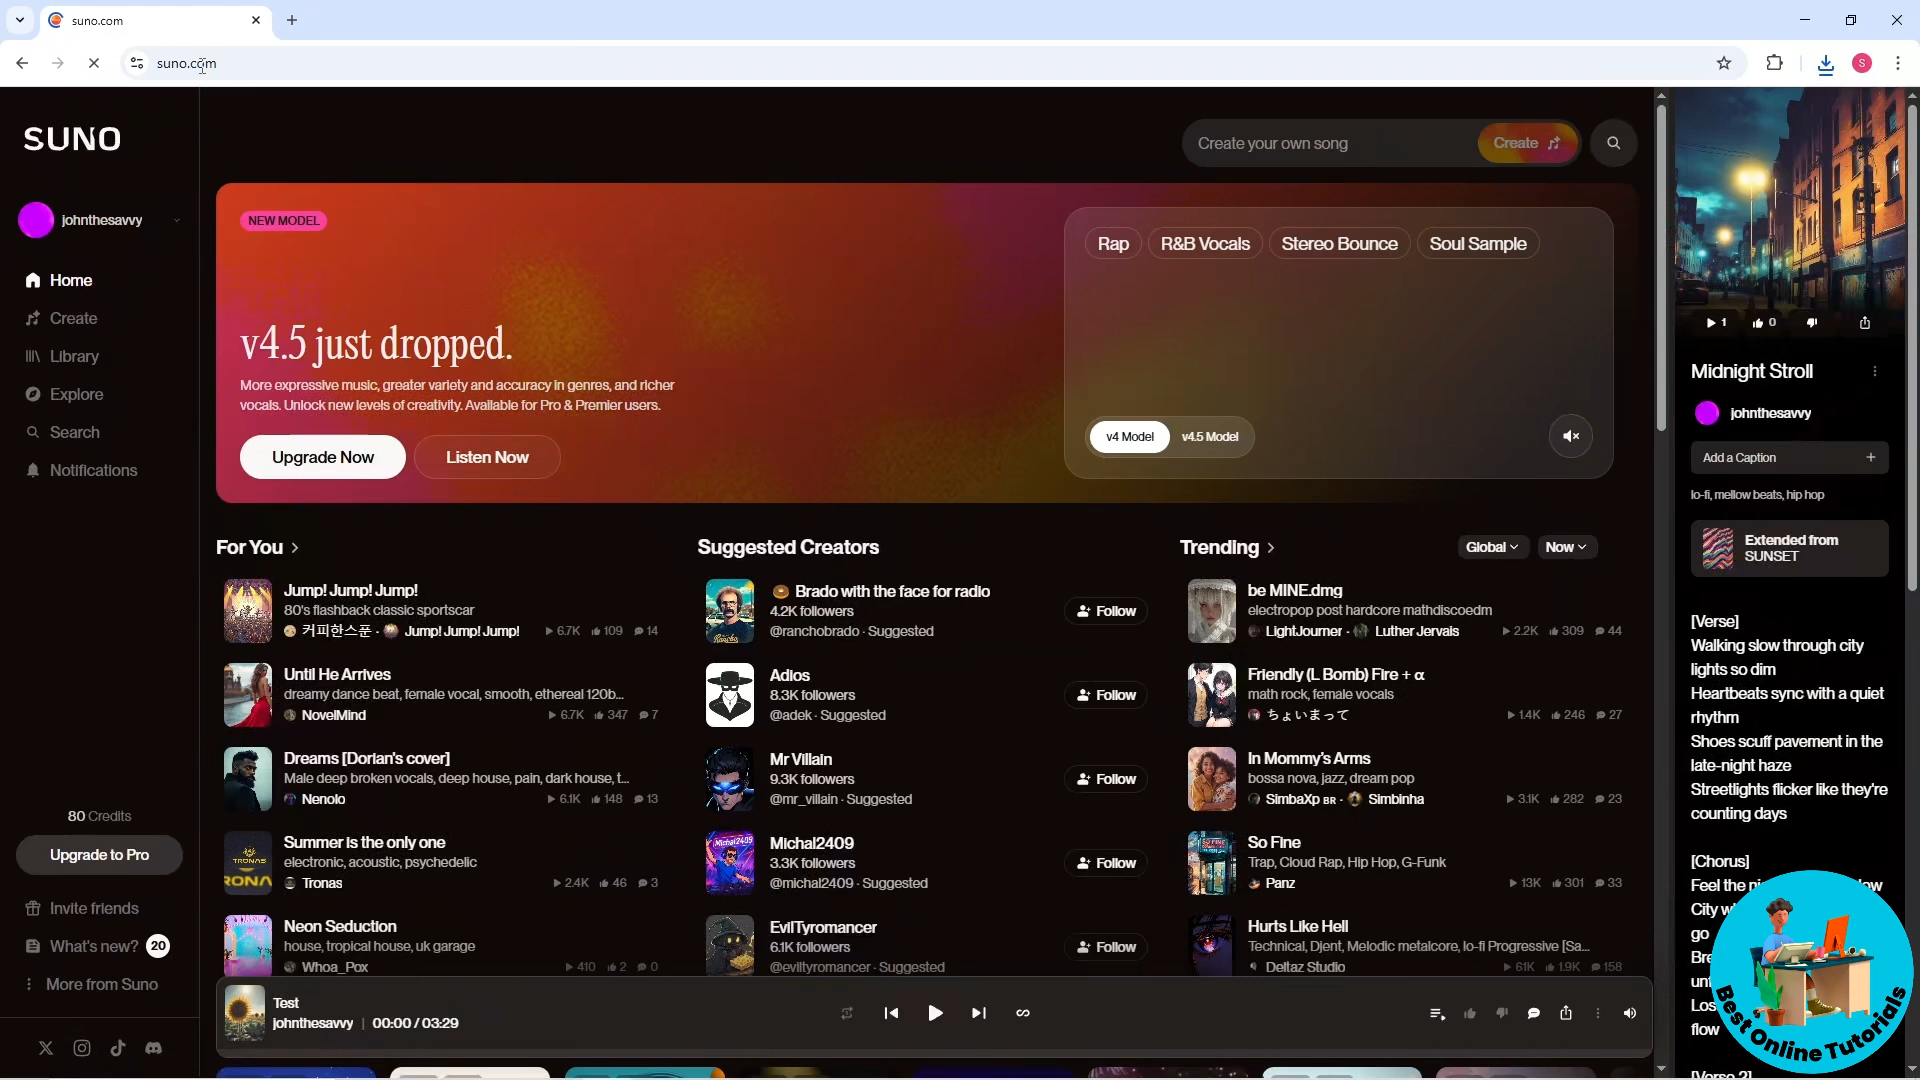 suno.com
suno.com
SUNO
johnthesavvy
Home
Create
Library
Explore
Search
Notifications
80 Credits
Upgrade to Pro
Invite friends
What's new? 20
More from Suno
Create your own song
Create
NEW MODEL
v4.5 just dropped.
More expressive music, greater variety and accuracy in genres, and richer
vocals. Unlock new levels of creativity. Available for Pro & Premier users.
Upgrade Now
Listen Now
Rap
R&B Vocals
Stereo Bounce
Soul Sample
v4 Model
v4.5 Model
For You
Jump! Jump! Jump!
80's flashback classic sportscar
커피한스푼 · Jump! Jump! Jump! 6.7K 109 14
Until He Arrives
dreamy dance beat, female vocal, smooth, ethereal 120b...
NovelMind 6.7K 347 7
Dreams [Dorian's cover]
Male deep broken vocals, deep house, pain, dark house, t...
Nenolo 6.1K 148 13
Summer is the only one
electronic, acoustic, psychedelic
Tronas 2.4K 46 3
Neon Seduction
house, tropical house, uk garage
Whoa_Pox 410 2 0
Suggested Creators
Brado with the face for radio
4.2K followers
@ranchobrado · Suggested
Follow
Adios
8.3K followers
@adek · Suggested
Follow
Mr Villain
9.3K followers
@mr_villain · Suggested
Follow
Michal2409
3.3K followers
@michal2409 · Suggested
Follow
EvilTyromancer
6.1K followers
@eviltyromancer · Suggested
Follow
Trending
Global
Now
be MINE.dmg
electropop post hardcore mathdiscoedm
LightJourner · Luther Jervais 2.2K 309 44
Friendly (L Bomb) Fire + α
math rock, female vocals
ちょいまって 1.4K 246 27
In Mommy's Arms
bossa nova, jazz, dream pop
SimbaXp BR · Simbinha 3.1K 282 23
So Fine
Trap, Cloud Rap, Hip Hop, G-Funk
Panz 13K 301 33
Hurts Like Hell
Technical, Djent, Melodic metalcore, lo-fi Progressive [Sa...
Deltaz Studio 61K 1.9K 158
Test
johnthesavvy | 00:00 / 03:29
1 0
Midnight Stroll
johnthesavvy
Add a Caption
lo-fi, mellow beats, hip hop
Extended from
SUNSET
[Verse]
Walking slow through city
lights so dim
Heartbeats sync with a quiet
rhythm
Shoes scuff pavement in the
late-night haze
Streetlights flicker like they're
counting days
[Chorus]
Feel the
City
go
flow
[Verse 2]
Best Online Tutorials
S
TRONAS
Michal2409